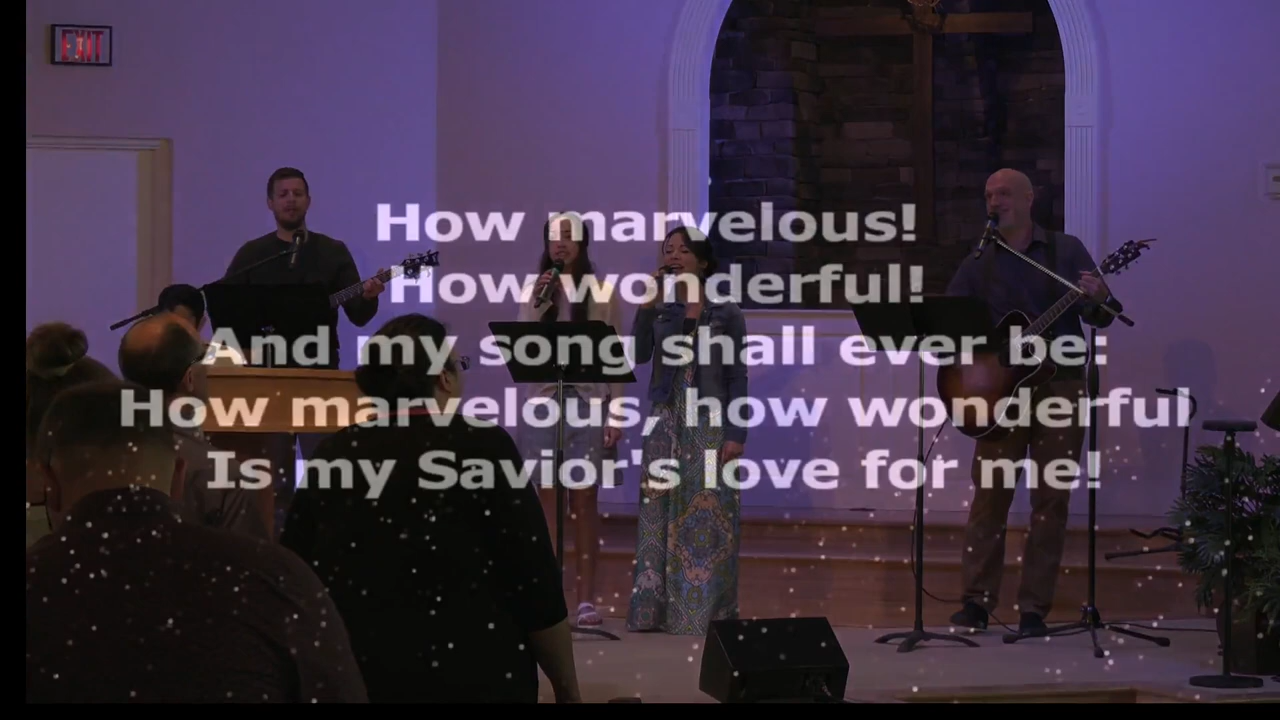 EXIT
How marvelous!
How wonderful!
And my song shall ever be:
How marvelous, how wonderful
Is my Savior's love for me!